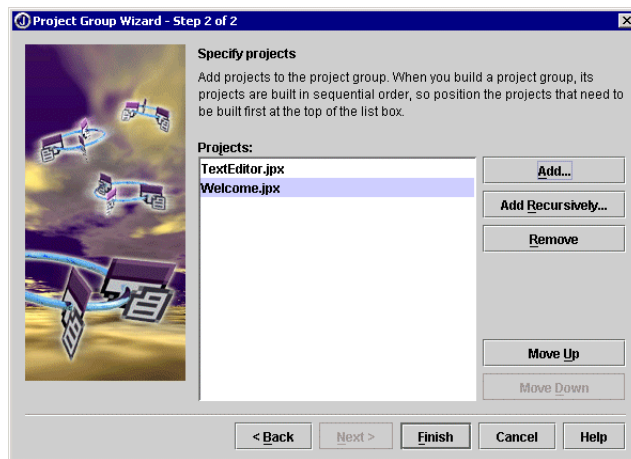 Project Group Wizard - Step 2 of 2
Specify projects
Add projects to the project group. When you build a project group, its
projects are built in sequential order, so position the projects that need to
be built first at the top of the list box.
Projects:
TextEditor.jpx
Welcome.jpx
Add...
Add Recursively...
Remove
Move Up
Move Down
< Back
Next >
Finish
Cancel
Help